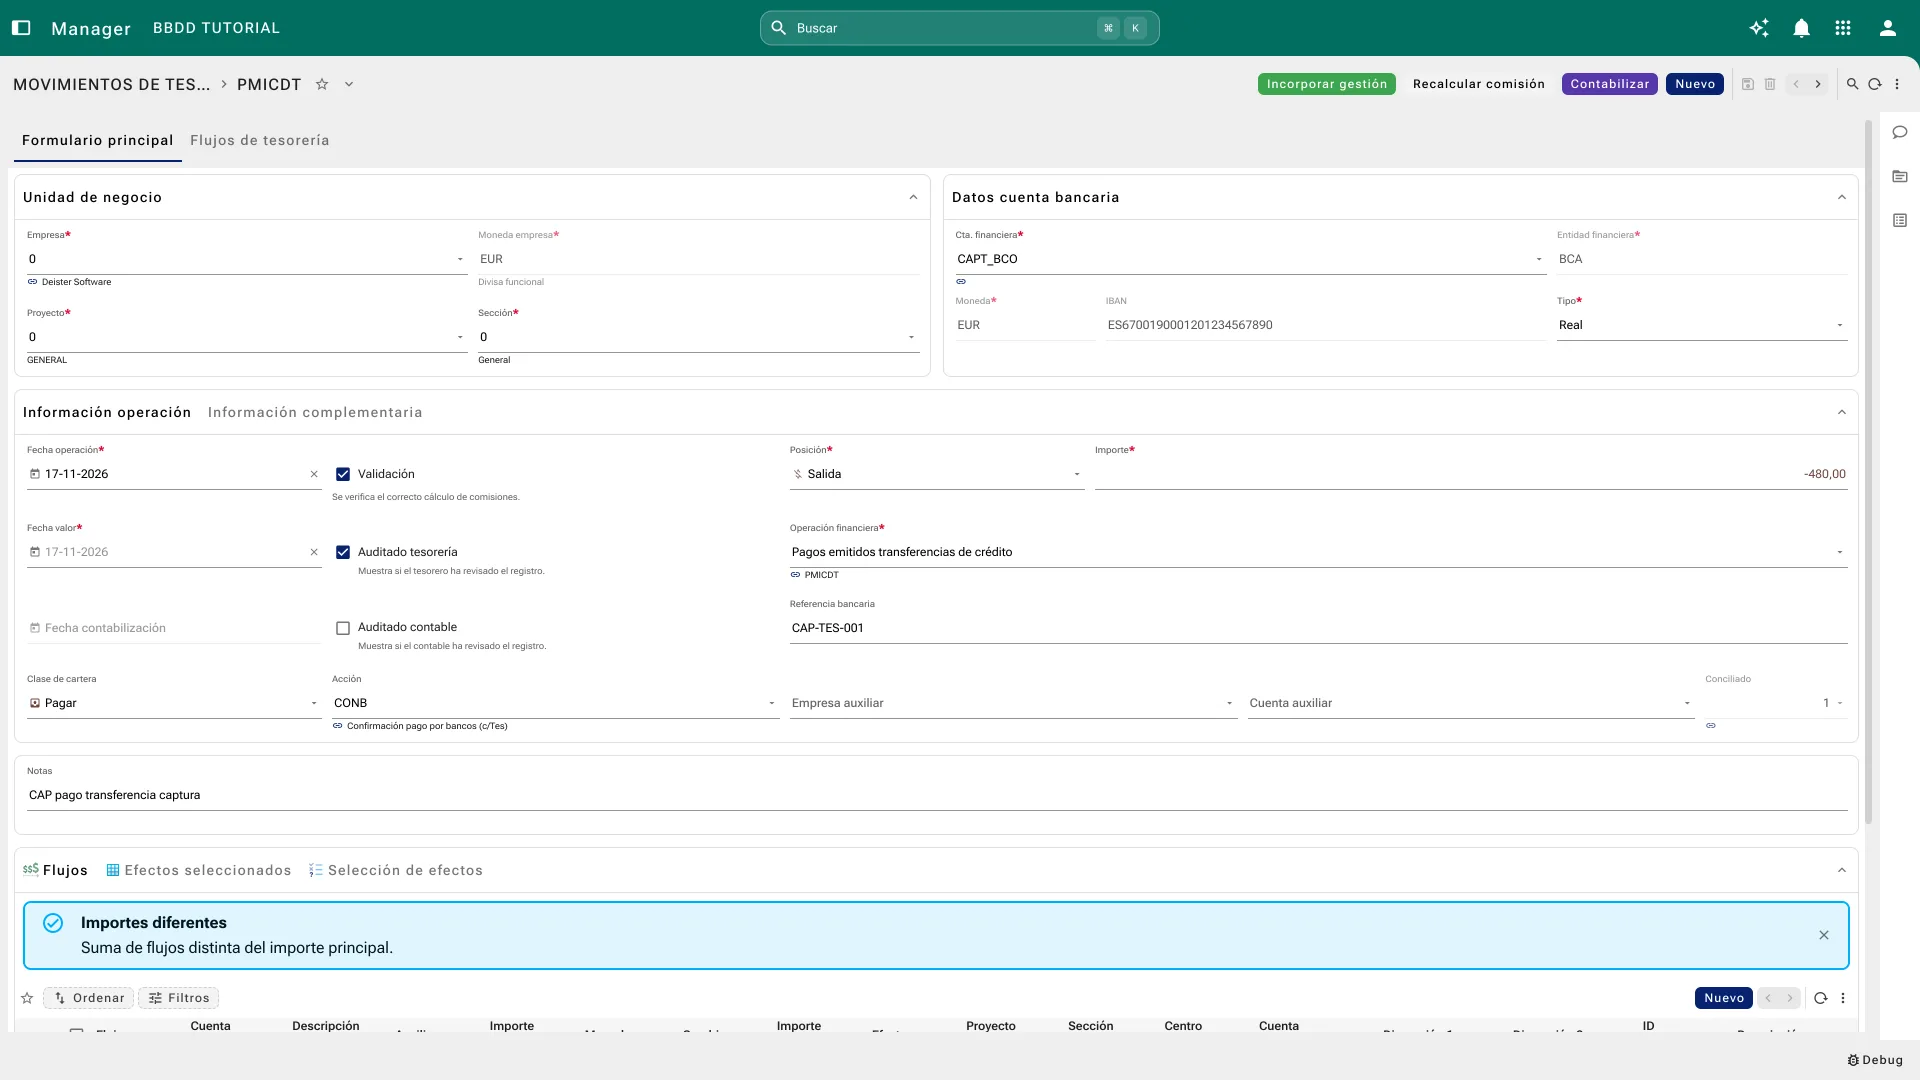 Manager BBDD TUTORIAL Buscar ⌘ K
MOVIMIENTOS DE TES... > PMICDT Incorporar gestión Recalcular comisión Contabilizar Nuevo
Formulario principal Flujos de tesorería
Unidad de negocio
Empresa*
0
Deister Software
Moneda empresa*
EUR
Divisa funcional
Proyecto*
0
GENERAL
Sección*
0
General
Datos cuenta bancaria
Cta. financiera*
CAPT_BCO
Entidad financiera*
BCA
Moneda*
EUR
IBAN
ES6700190001201234567890
Tipo*
Real
Información operación Información complementaria
Fecha operación*
17-11-2026
Validación
Se verifica el correcto cálculo de comisiones.
Posición*
Salida
Importe*
-480,00
Fecha valor*
17-11-2026
Auditado tesorería
Muestra si el tesorero ha revisado el registro.
Operación financiera*
Pagos emitidos transferencias de crédito
PMICDT
Fecha contabilización
Auditado contable
Muestra si el contable ha revisado el registro.
Referencia bancaria
CAP-TES-001
Clase de cartera
Pagar
Acción
CONB
Confirmación pago por bancos (c/Tes)
Empresa auxiliar
Cuenta auxiliar
Conciliado
1
Notas
CAP pago transferencia captura
$$$ Flujos Efectos seleccionados Selección de efectos
Importes diferentes
Suma de flujos distinta del importe principal.
Ordenar Filtros Nuevo
Cuenta Descripción Importe Importe Proyecto Sección Centro Cuenta ID
Debug